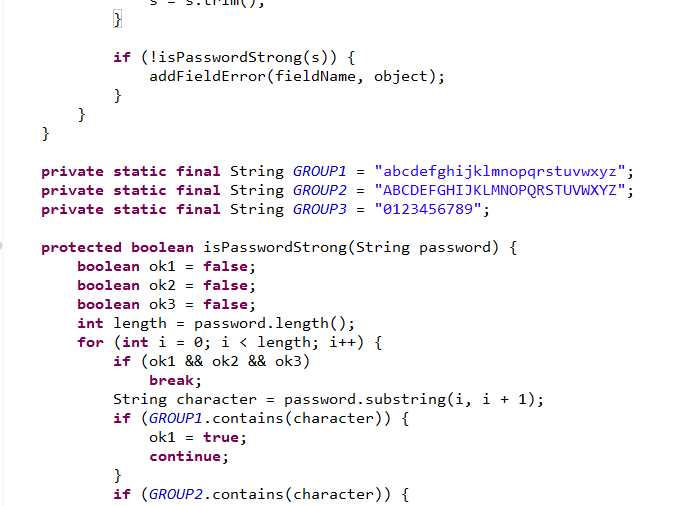 s = s.trim();
}
if (!isPasswordStrong(s)) {
addFieldError(fieldName, object);
}
}
}
private static final String GROUP1 = "abcdefghijklmnopqrstuvwxyz";
private static final String GROUP2 = "ABCDEFGHIJKLMNOPQRSTUVWXYZ";
private static final String GROUP3 = "0123456789";
protected boolean isPasswordStrong(String password) {
boolean ok1 = false;
boolean ok2 = false;
boolean ok3 = false;
int length = password.length();
for (int i = 0; i < length; i++) {
if (ok1 && ok2 && ok3)
break;
String character = password.substring(i, i + 1);
if (GROUP1.contains(character)) {
ok1 = true;
continue;
}
if (GROUP2.contains(character)) {